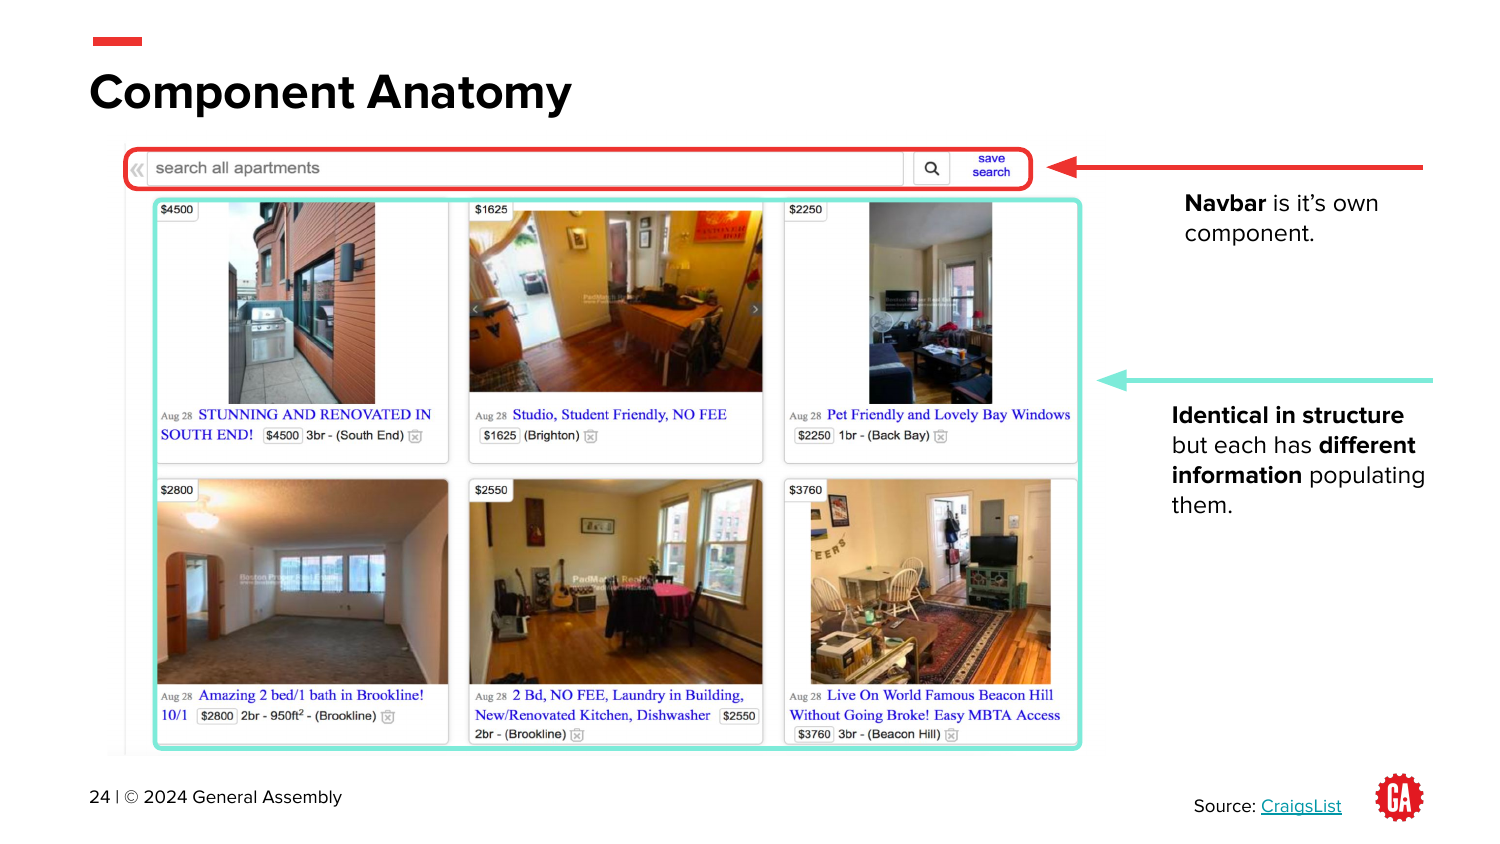 Component Anatomy
«
search all apartments
save
search
Navbar is it’s own
component.
$4500
$1625
$2250
Aug 28 STUNNING AND RENOVATED IN
SOUTH END! $4500 3br - (South End)
Aug 28 Studio, Student Friendly, NO FEE
$1625 (Brighton)
Aug 28 Pet Friendly and Lovely Bay Windows
$2250 1br - (Back Bay)
Identical in structure
but each has different
information populating
them.
$2800
$2550
$3760
PadMatch Realty
Aug 28 Amazing 2 bed/1 bath in Brookline!
10/1 $2800 2br - 950ft² - (Brookline)
Aug 28 2 Bd, NO FEE, Laundry in Building,
New/Renovated Kitchen, Dishwasher $2550
2br - (Brookline)
Aug 28 Live On World Famous Beacon Hill
Without Going Broke! Easy MBTA Access
$3760 3br - (Beacon Hill)
24 | © 2024 General Assembly
Source: CraigsList
GA